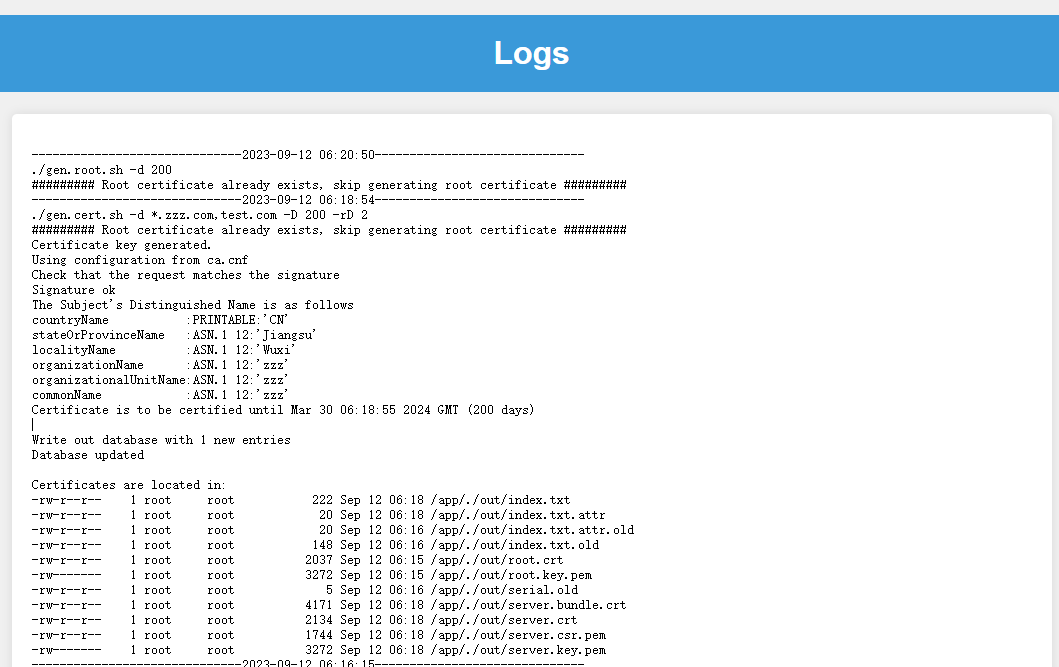 Logs
------------------------------2023-09-12 06:20:50------------------------------
./gen.root.sh -d 200
######### Root certificate already exists, skip generating root certificate #########
------------------------------2023-09-12 06:18:54------------------------------
./gen.cert.sh -d *.zzz.com,test.com -D 200 -rD 2
######### Root certificate already exists, skip generating root certificate #########
Certificate key generated.
Using configuration from ca.cnf
Check that the request matches the signature
Signature ok
The Subject's Distinguished Name is as follows
countryName           :PRINTABLE:'CN'
stateOrProvinceName   :ASN.1 12:'Jiangsu'
localityName          :ASN.1 12:'Wuxi'
organizationName      :ASN.1 12:'zzz'
organizationalUnitName:ASN.1 12:'zzz'
commonName            :ASN.1 12:'zzz'
Certificate is to be certified until Mar 30 06:18:55 2024 GMT (200 days)
Write out database with 1 new entries
Database updated
Certificates are located in:
-rw-r--r--    1 root     root           222 Sep 12 06:18 /app/./out/index.txt
-rw-r--r--    1 root     root            20 Sep 12 06:18 /app/./out/index.txt.attr
-rw-r--r--    1 root     root            20 Sep 12 06:16 /app/./out/index.txt.attr.old
-rw-r--r--    1 root     root           148 Sep 12 06:16 /app/./out/index.txt.old
-rw-r--r--    1 root     root          2037 Sep 12 06:15 /app/./out/root.crt
-rw-------    1 root     root          3272 Sep 12 06:15 /app/./out/root.key.pem
-rw-r--r--    1 root     root             5 Sep 12 06:16 /app/./out/serial.old
-rw-r--r--    1 root     root          4171 Sep 12 06:18 /app/./out/server.bundle.crt
-rw-r--r--    1 root     root          2134 Sep 12 06:18 /app/./out/server.crt
-rw-r--r--    1 root     root          1744 Sep 12 06:18 /app/./out/server.csr.pem
-rw-------    1 root     root          3272 Sep 12 06:18 /app/./out/server.key.pem
------------------------------2023-09-12 06:16:15------------------------------